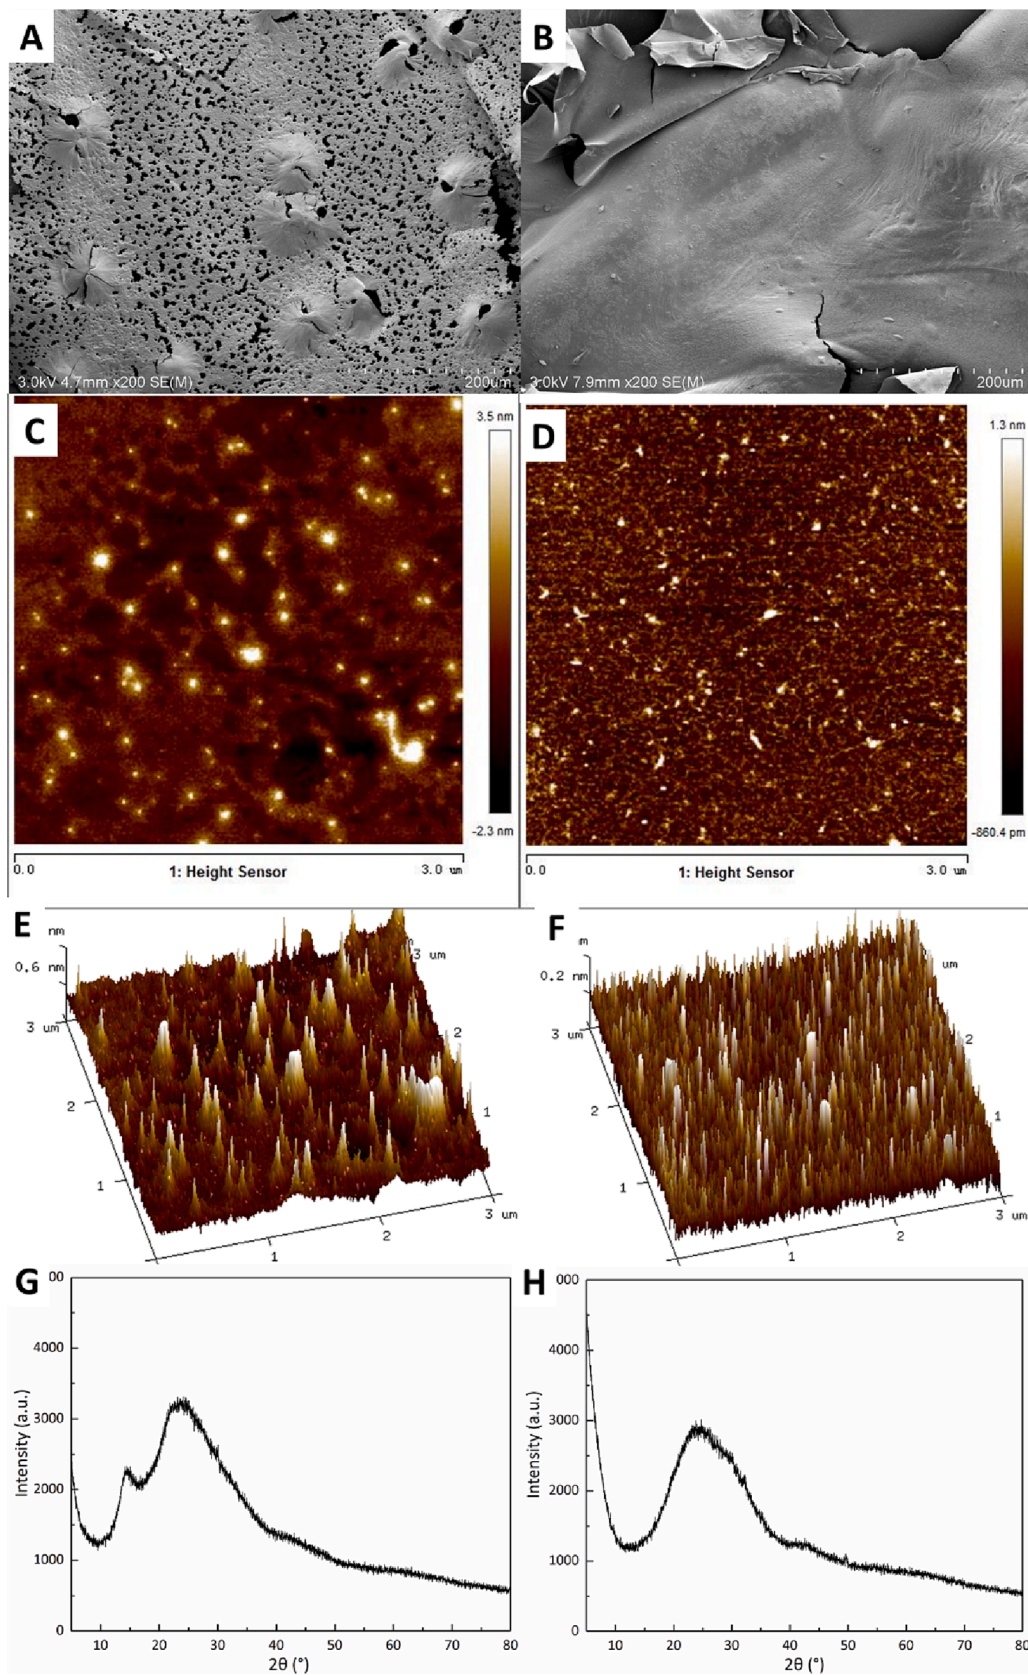 A
B
3.0kV 4.7mm x200 SE(M)
200um
3.0kV 7.9mm x200 SE(M)
200um
C
3.5 nm
-2.3 nm
0.0
1: Height Sensor
3.0 um
D
1.3 nm
-860.4 pm
0.0
1: Height Sensor
3.0 um
E
nm
0.6 nm
3 um
2
1
1
2
3 um
1
2
3 um
F
0.2 nm
3 um
2
1
1
2
3 um
1
2
um
G
00
4000
3000
2000
1000
0
Intensity (a.u.)
10 20 30 40 50 60 70 80
2θ (°)
H
000
4000
3000
2000
1000
0
Intensity (a.u.)
10 20 30 40 50 60 70 80
2θ (°)